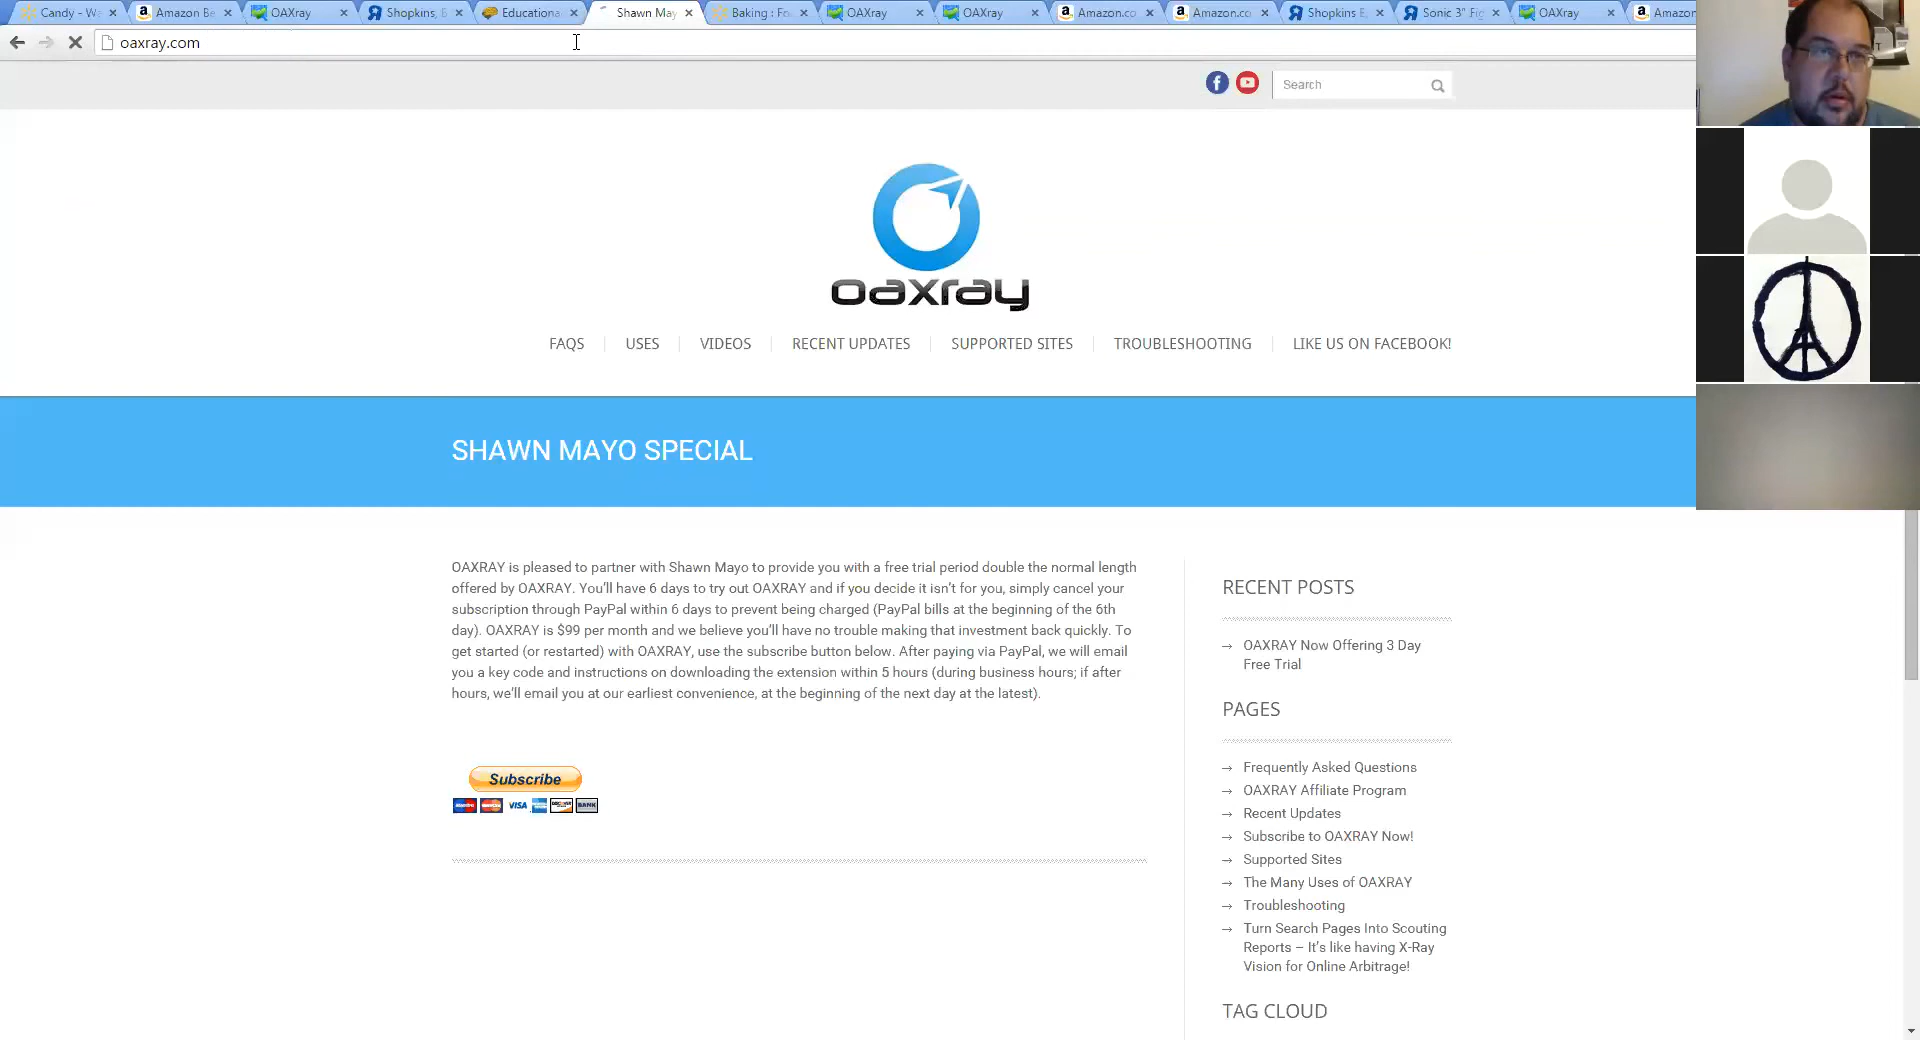 Candy - Wa
Amazon Be
OAXray
Shopkins, B
Educationa
Shawn May
Baking : Fo
OAXray
OAXray
Amazon.co
Amazon.co
Shopkins E
Sonic 3" Fig
OAXray
Amazon
oaxray.com
Search
oaxray
FAQS
USES
VIDEOS
RECENT UPDATES
SUPPORTED SITES
TROUBLESHOOTING
LIKE US ON FACEBOOK!
SHAWN MAYO SPECIAL
OAXRAY is pleased to partner with Shawn Mayo to provide you with a free trial period double the normal length
offered by OAXRAY. You'll have 6 days to try out OAXRAY and if you decide it isn't for you, simply cancel your
subscription through PayPal within 6 days to prevent being charged (PayPal bills at the beginning of the 6th
day). OAXRAY is $99 per month and we believe you'll have no trouble making that investment back quickly. To
get started (or restarted) with OAXRAY, use the subscribe button below. After paying via PayPal, we will email
you a key code and instructions on downloading the extension within 5 hours (during business hours; if after
hours, we'll email you at our earliest convenience, at the beginning of the next day at the latest).
Subscribe
VISA
BANK
RECENT POSTS
→ OAXRAY Now Offering 3 Day
Free Trial
PAGES
→ Frequently Asked Questions
→ OAXRAY Affiliate Program
→ Recent Updates
→ Subscribe to OAXRAY Now!
→ Supported Sites
→ The Many Uses of OAXRAY
→ Troubleshooting
→ Turn Search Pages Into Scouting
Reports – It's like having X-Ray
Vision for Online Arbitrage!
TAG CLOUD